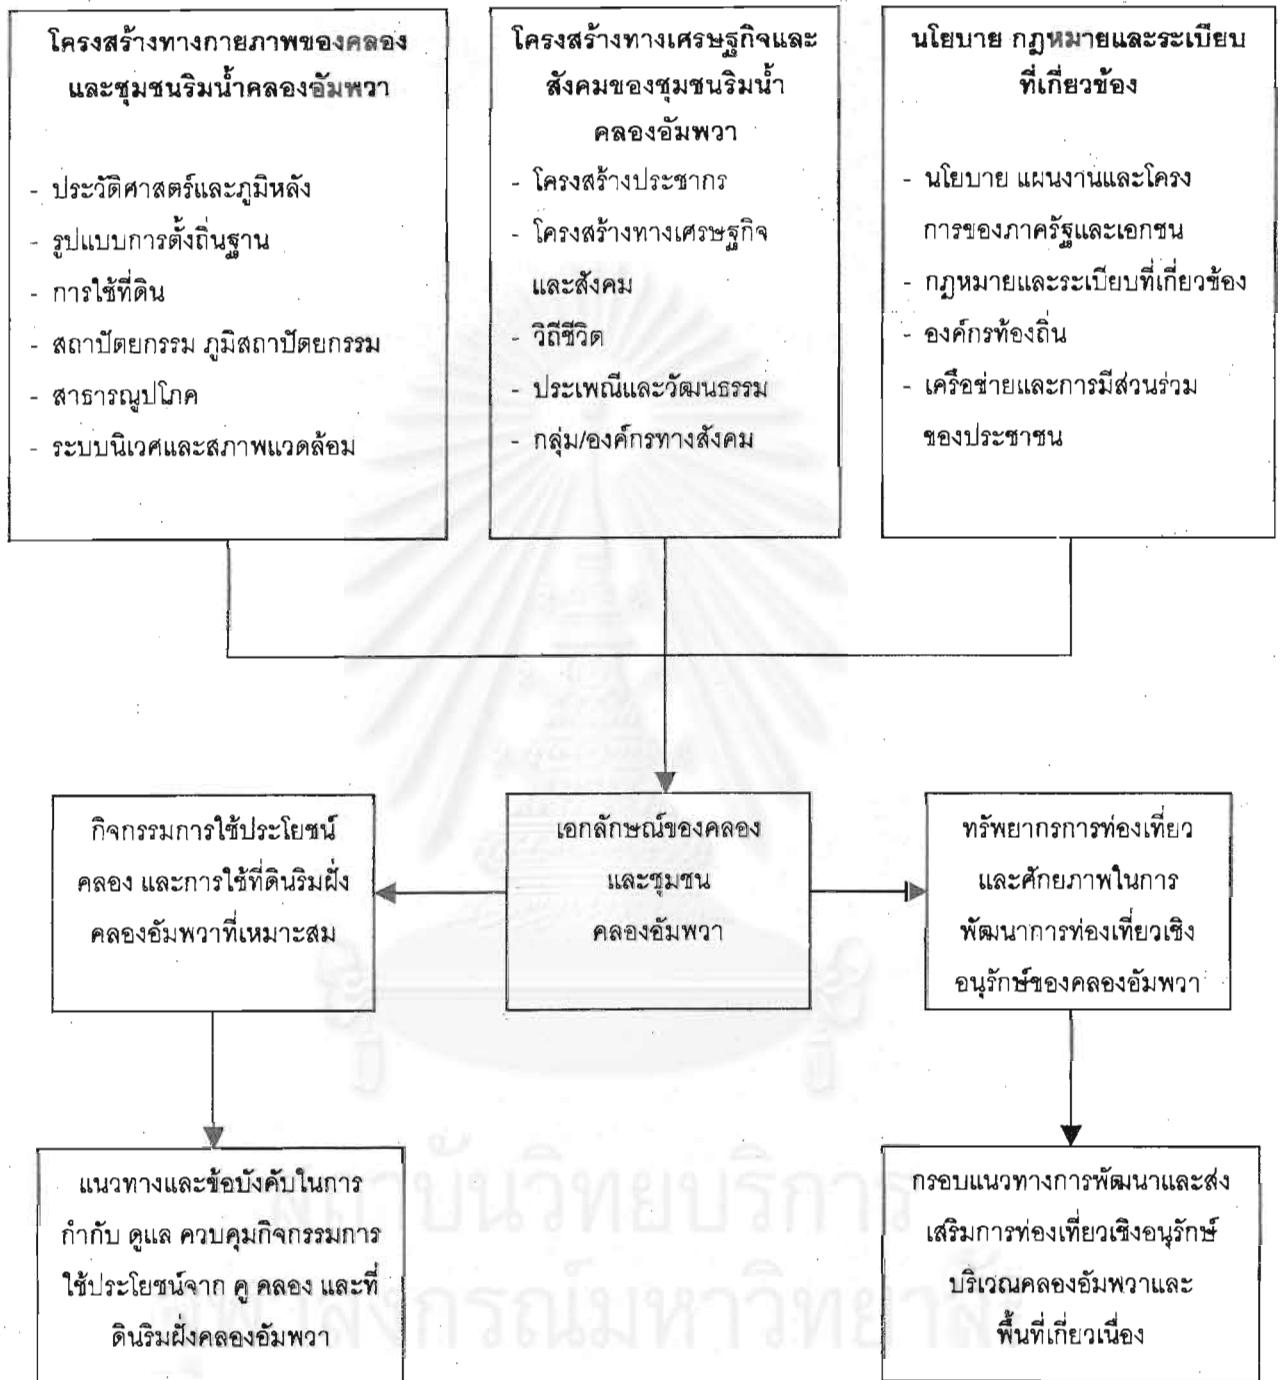 โครงสร้างทางกายภาพของคลอง
และชุมชนริมน้ำคลองอัมพวา
- ประวัติศาสตร์และภูมิหลัง
- รูปแบบการตั้งถิ่นฐาน
- การใช้ที่ดิน
- สถาปัตยกรรม ภูมิสถาปัตยกรรม
- สาธารณูปโภค
- ระบบนิเวศและสภาพแวดล้อม
โครงสร้างทางเศรษฐกิจและ
สังคมของชุมชนริมน้ำ
คลองอัมพวา
- โครงสร้างประชากร
- โครงสร้างทางเศรษฐกิจ
และสังคม
- วิถีชีวิต
- ประเพณีและวัฒนธรรม
- กลุ่ม/องค์กรทางสังคม
นโยบาย กฎหมายและระเบียบ
ที่เกี่ยวข้อง
- นโยบาย แผนงานและโครง
การของภาครัฐและเอกชน
- กฎหมายและระเบียบที่เกี่ยวข้อง
- องค์กรท้องถิ่น
- เครือข่ายและการมีส่วนร่วม
ของประชาชน
กิจกรรมการใช้ประโยชน์
คลอง และการใช้ที่ดินริมฝั่ง
คลองอัมพวาที่เหมาะสม
เอกลักษณ์ของคลอง
และชุมชน
คลองอัมพวา
ทรัพยากรการท่องเที่ยว
และศักยภาพในการ
พัฒนาการท่องเที่ยวเชิง
อนุรักษ์ของคลองอัมพวา
แนวทางและข้อบังคับในการ
กำกับ ดูแล ควบคุมกิจกรรมการ
ใช้ประโยชน์จาก คู คลอง และที่
ดินริมฝั่งคลองอัมพวา
กรอบแนวทางการพัฒนาและส่ง
เสริมการท่องเที่ยวเชิงอนุรักษ์
บริเวณคลองอัมพวาและ
พื้นที่เกี่ยวเนื่อง
สถาบันวิทยบริการ
จุฬาลงกรณ์มหาวิทยาลัย